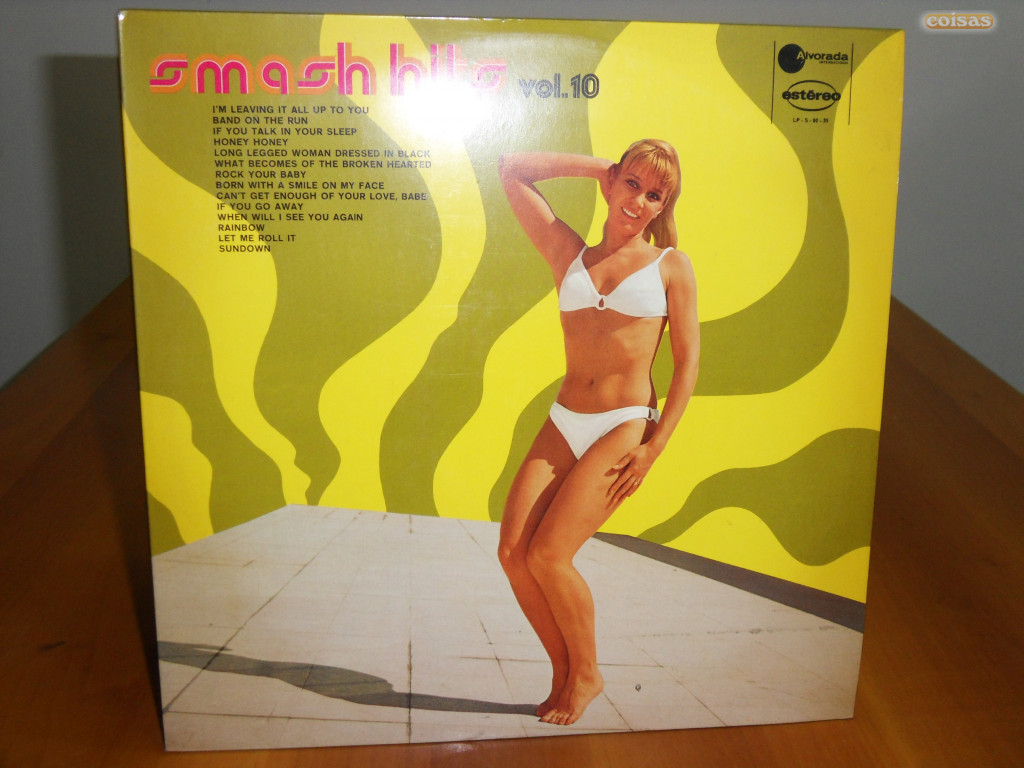 coisas
smash hits vol.10
Alvorada
estéreo
I'M LEAVING IT ALL UP TO YOU
BAND ON THE RUN
IF YOU TALK IN YOUR SLEEP
HONEY HONEY
LONG LEGGED WOMAN DRESSED IN BLACK
WHAT BECOMES OF THE BROKEN HEARTED
ROCK YOUR BABY
BORN WITH A SMILE ON MY FACE
CAN'T GET ENOUGH OF YOUR LOVE, BABE
IF YOU GO AWAY
WHEN WILL I SEE YOU AGAIN
RAINBOW
LET ME ROLL IT
SUNDOWN